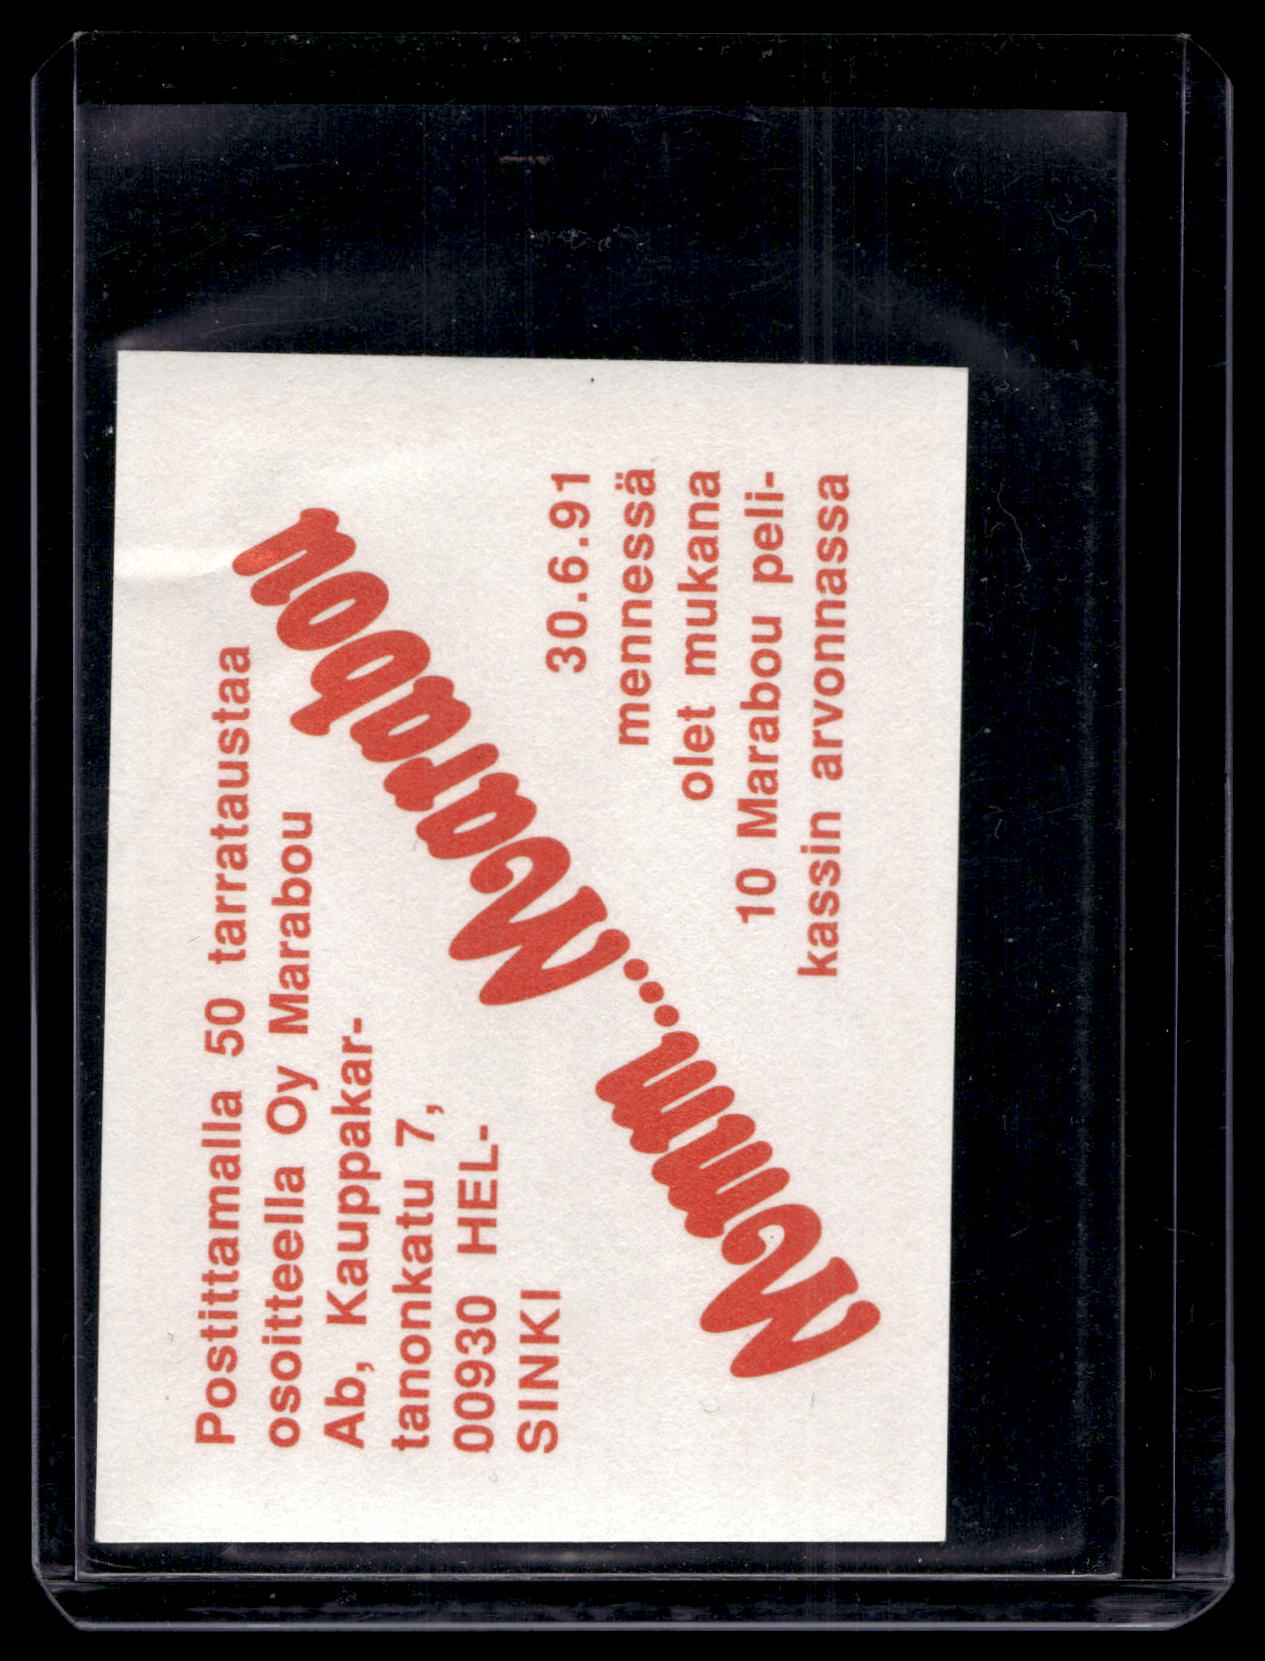 Postittamalla 50 tarrataustaa
osoitteella Oy Marabou
Ab, Kauppakar-
tanonkatu 7,
00930 HEL-
SINKI
Mmm...Marabou
30.6.91
mennessä
olet mukana
10 Marabou peli-
kassin arvonnassa